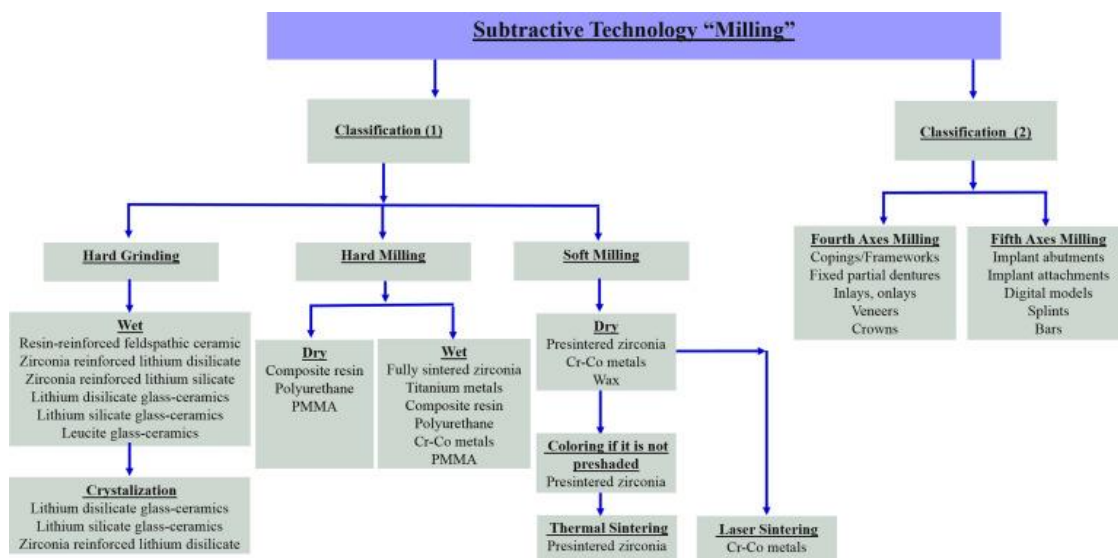 Subtractive Technology “Milling”
Classification (1)
Classification (2)
Hard Grinding
Hard Milling
Soft Milling
Fourth Axes Milling
Copings/Frameworks
Fixed partial dentures
Inlays, onlays
Veneers
Crowns
Fifth Axes Milling
Implant abutments
Implant attachments
Digital models
Splints
Bars
Wet
Resin-reinforced feldspathic ceramic
Zirconia reinforced lithium disilicate
Zirconia reinforced lithium silicate
Lithium disilicate glass-ceramics
Lithium silicate glass-ceramics
Leucite glass-ceramics
Dry
Composite resin
Polyurethane
PMMA
Wet
Fully sintered zirconia
Titanium metals
Composite resin
Polyurethane
Cr-Co metals
PMMA
Dry
Presintered zirconia
Cr-Co metals
Wax
Coloring if it is not
preshaded
Presintered zirconia
Crystalization
Lithium disilicate glass-ceramics
Lithium silicate glass-ceramics
Zirconia reinforced lithium disilicate
Thermal Sintering
Presintered zirconia
Laser Sintering
Cr-Co metals